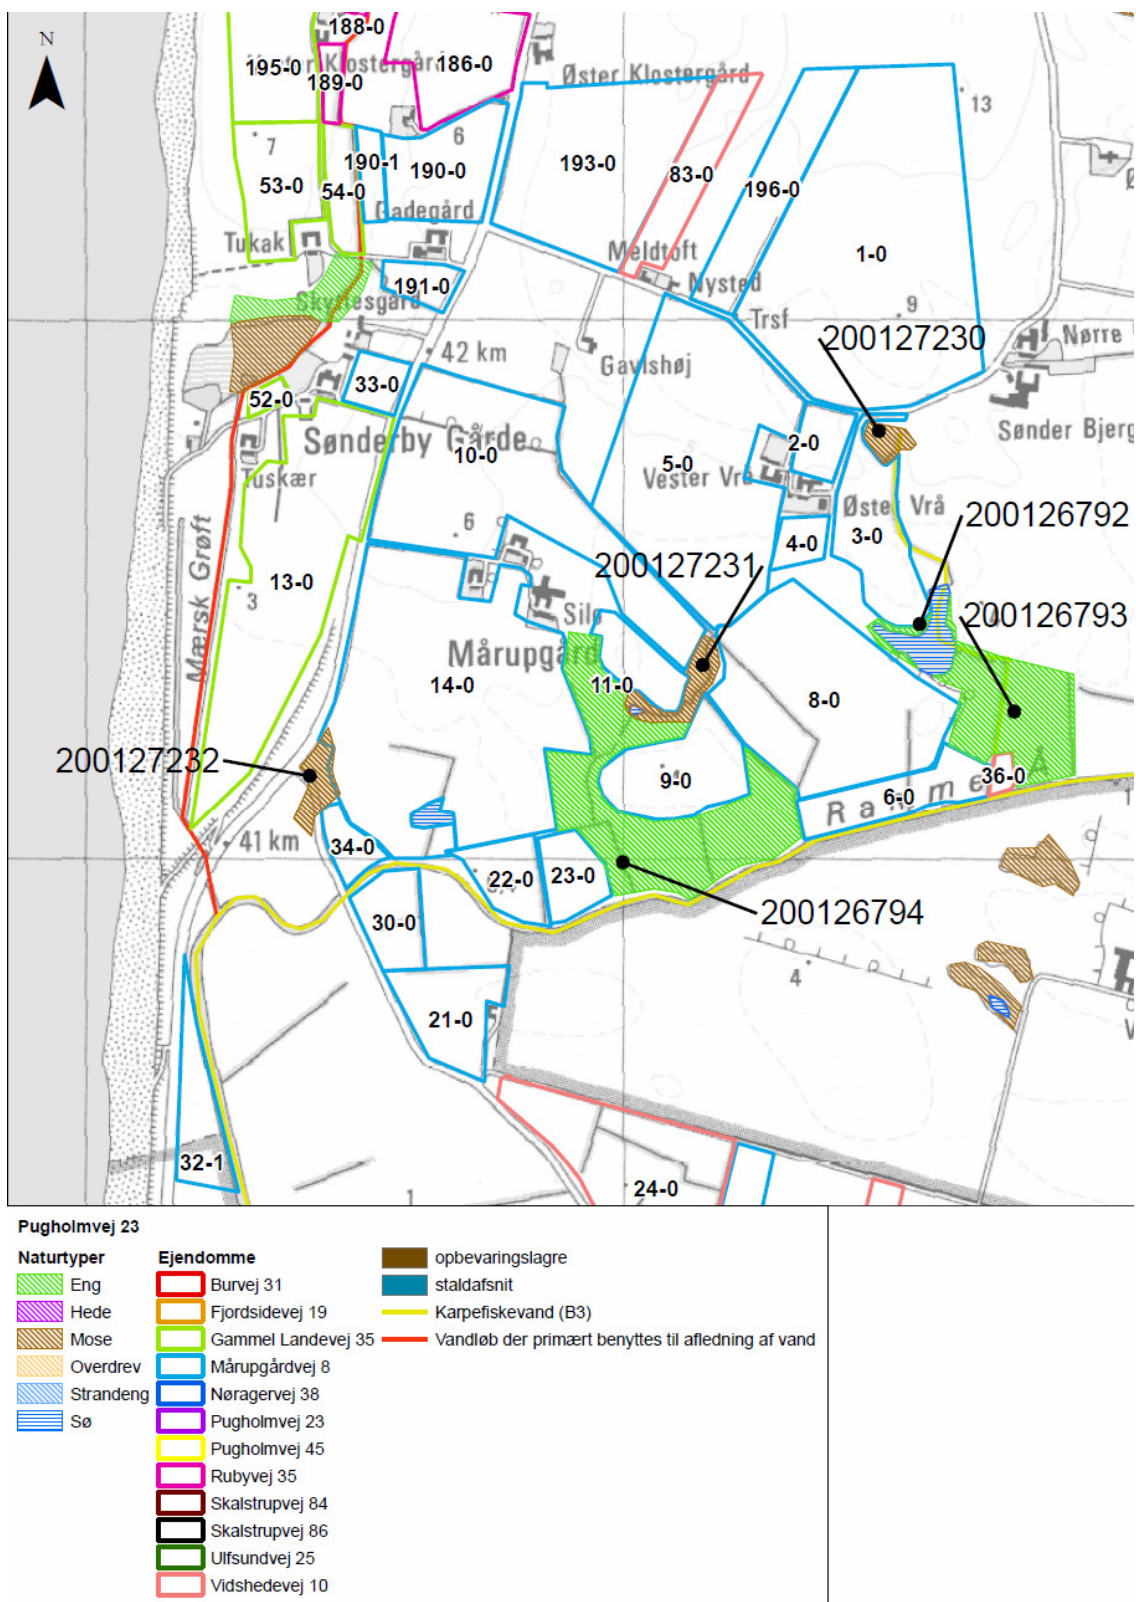 188-0
N
Klostergård
195-0
186-0
189-0
Øster Klostergård
13
6
7
190-1
193-0
190-0
83-0
53-0
54-0
196-0
Gadegård
Tukak
Meldtoft
1-0
191-0
Nysted
Skyttesgård
9
Trsf
200127230
Nørre
42 km
Gavlshøj
33-0
52-0
Sønder Bjerg
Sønderby Gårde
2-0
10-0
5-0
Tuskær
Vester Vrå
Øster Vrå
200126792
6
3-0
4-0
200127231
13-0
3
Silo
200126793
Mærsk Grøft
Mårupgård
14-0
11-0
8-0
200127232
9-0
36-0
6-0
Ramme Å
1
41 km
34-0
22-0
23-0
200126794
30-0
4
21-0
V
32-1
24-0
1
Pugholmvej 23
Naturtyper
Eng
Hede
Mose
Overdrev
Strandeng
Sø
Ejendomme
Burvej 31
Fjordsidevej 19
Gammel Landevej 35
Mårupgårdvej 8
Nøragervej 38
Pugholmvej 23
Pugholmvej 45
Rubyvej 35
Skalstrupvej 84
Skalstrupvej 86
Ulfsundvej 25
Vidshedevej 10
opbevaringslagre
staldafsnit
Karpefiskevand (B3)
Vandløb der primært benyttes til afledning af vand